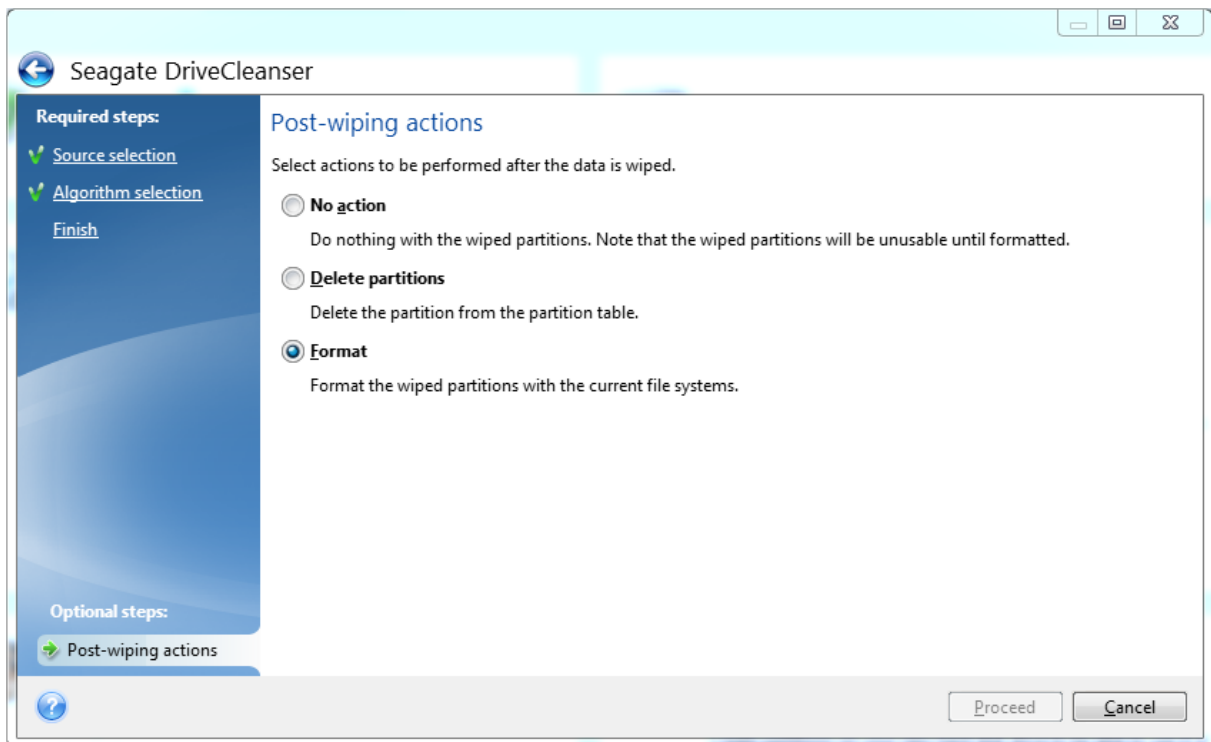 Seagate DriveCleanser
Required steps:
Source selection
Algorithm selection
Finish
Optional steps:
Post-wiping actions
Post-wiping actions
Select actions to be performed after the data is wiped.
No action
Do nothing with the wiped partitions. Note that the wiped partitions will be unusable until formatted.
Delete partitions
Delete the partition from the partition table.
Format
Format the wiped partitions with the current file systems.
?
Proceed
Cancel